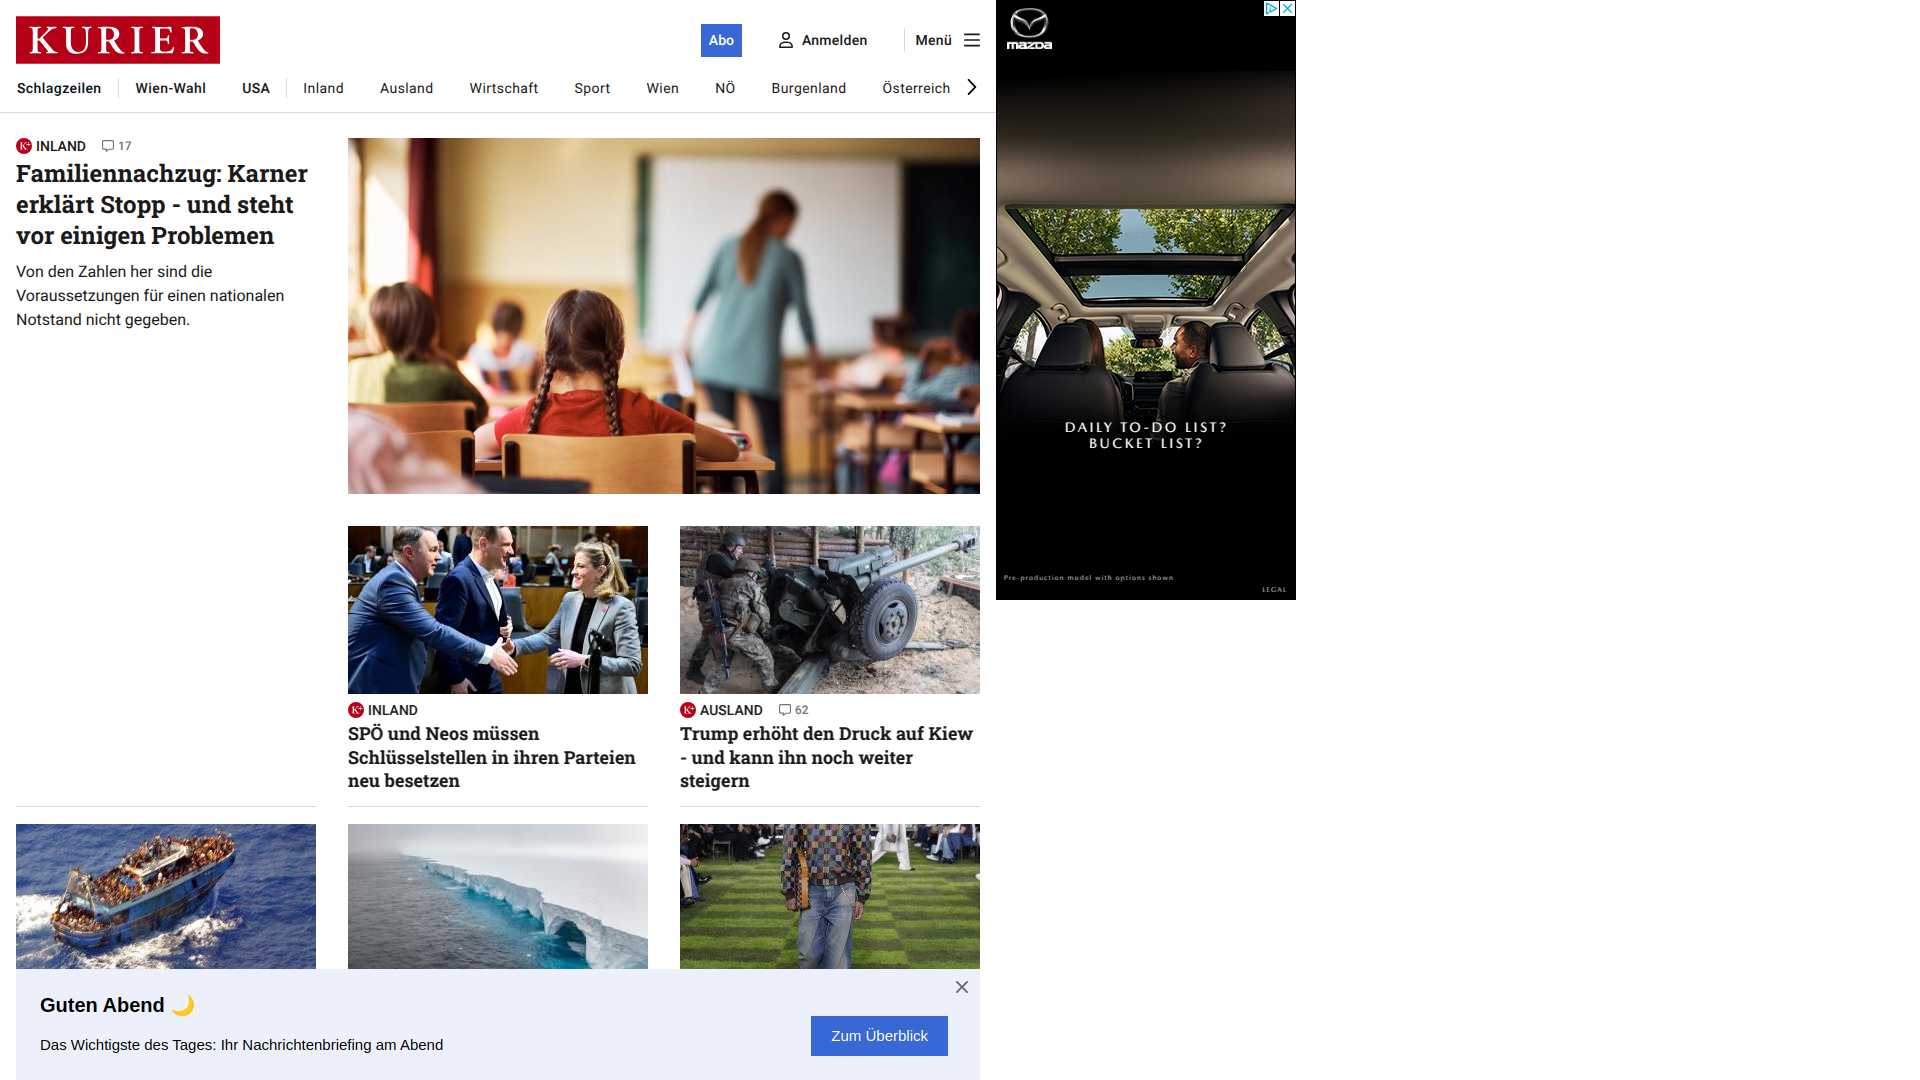 KURIER
Abo
Anmelden
Menü
Schlagzeilen
Wien-Wahl
USA
Inland
Ausland
Wirtschaft
Sport
Wien
NÖ
Burgenland
Österreich
K+ INLAND 17
Familiennachzug: Karner
erklärt Stopp - und steht
vor einigen Problemen
Von den Zahlen her sind die
Voraussetzungen für einen nationalen
Notstand nicht gegeben.
K+ INLAND
SPÖ und Neos müssen
Schlüsselstellen in ihren Parteien
neu besetzen
K+ AUSLAND 62
Trump erhöht den Druck auf Kiew
- und kann ihn noch weiter
steigern
Guten Abend 🌙
Das Wichtigste des Tages: Ihr Nachrichtenbriefing am Abend
Zum Überblick
mazda
DAILY TO-DO LIST?
BUCKET LIST?
Pre-production model with options shown
LEGAL